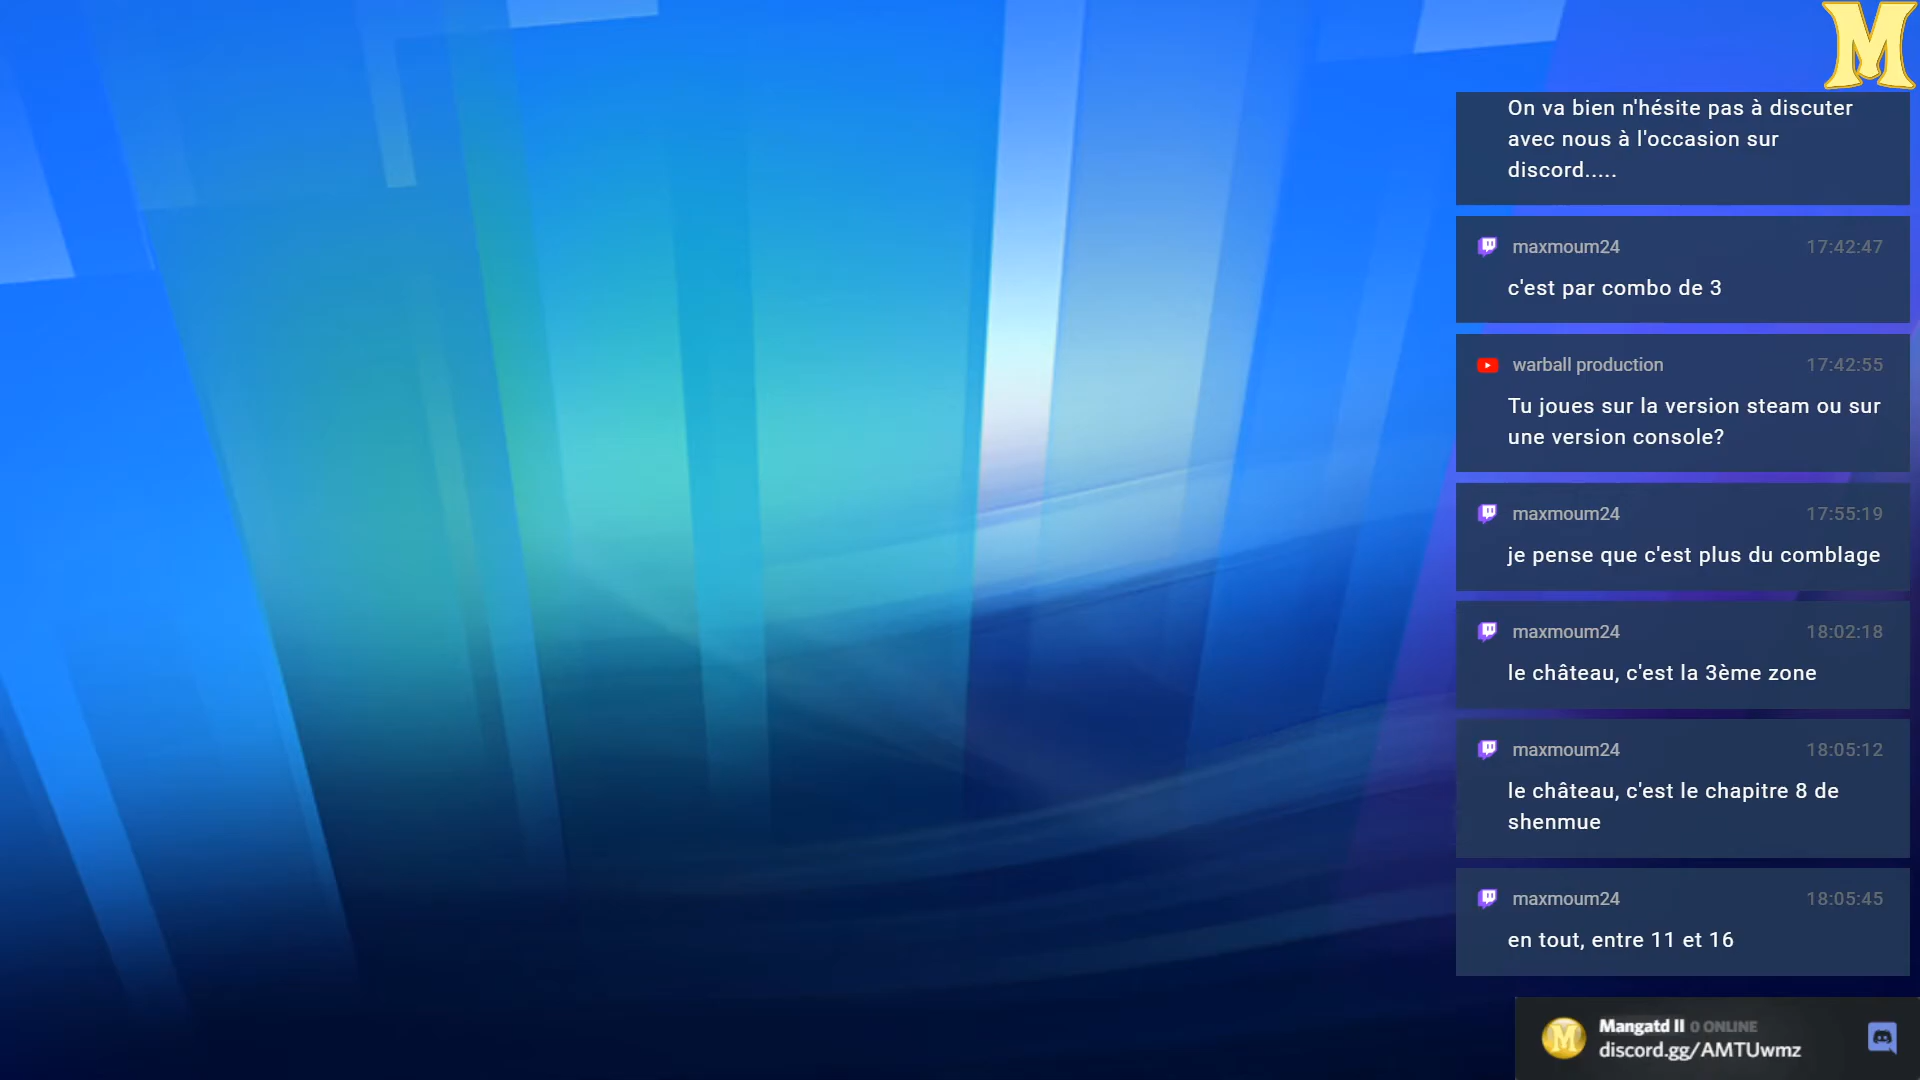 M
On va bien n'hésite pas à discuter
avec nous à l'occasion sur
discord.....
maxmoum24 17:42:47
c'est par combo de 3
warball production 17:42:55
Tu joues sur la version steam ou sur
une version console?
maxmoum24 17:55:19
je pense que c'est plus du comblage
maxmoum24 18:02:18
le château, c'est la 3ème zone
maxmoum24 18:05:12
le château, c'est le chapitre 8 de
shenmue
maxmoum24 18:05:45
en tout, entre 11 et 16
M
Mangatd II 0 ONLINE
discord.gg/AMTUwmz